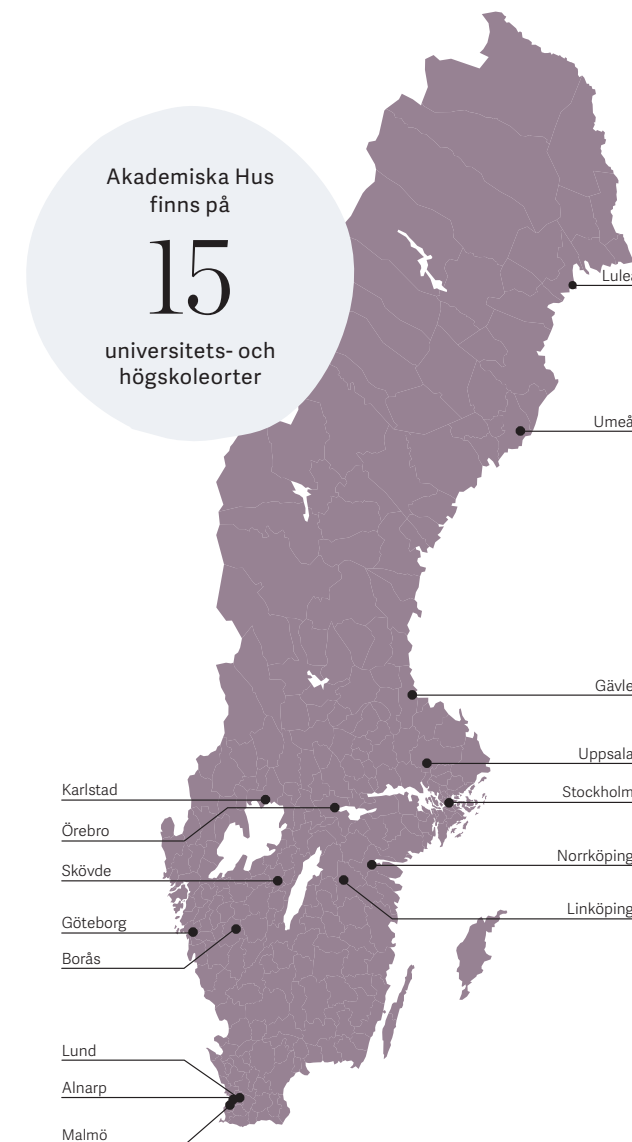 Akademiska Hus
finns på
15
universitets- och
högskoleorter
Luleå
Umeå
Gävle
Uppsala
Stockholm
Norrköping
Linköping
Karlstad
Örebro
Skövde
Göteborg
Borås
Lund
Alnarp
Malmö